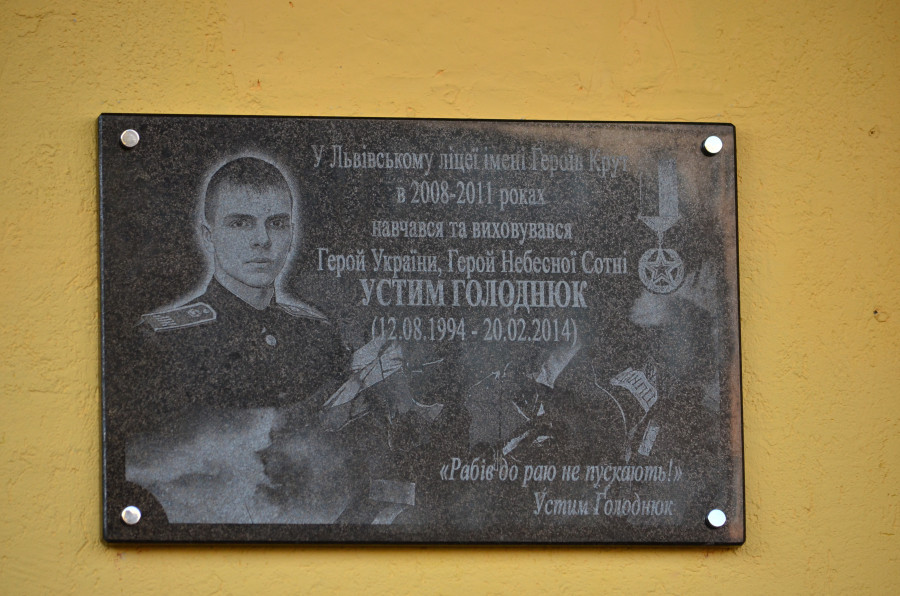 У Львівському ліцеї імені Героїв Крут
в 2008-2011 роках
навчався та виховувався
Герой України, Герой Небесної Сотні
УСТИМ ГОЛОДНЮК
(12.08.1994 - 20.02.2014)
«Рабів до раю не пускають!»
Устим Голоднюк